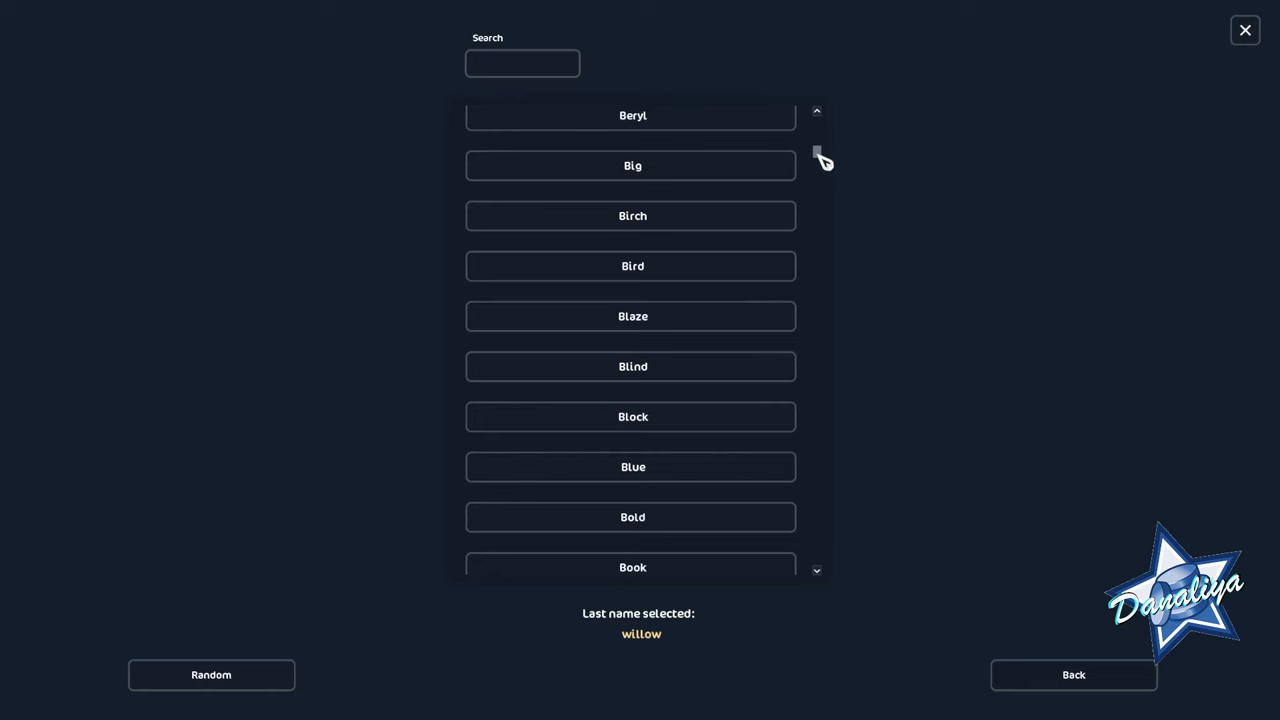 Search
Beryl
Big
Birch
Bird
Blaze
Blind
Block
Blue
Bold
Book
Last name selected:
willow
Random
Back
Danaliya